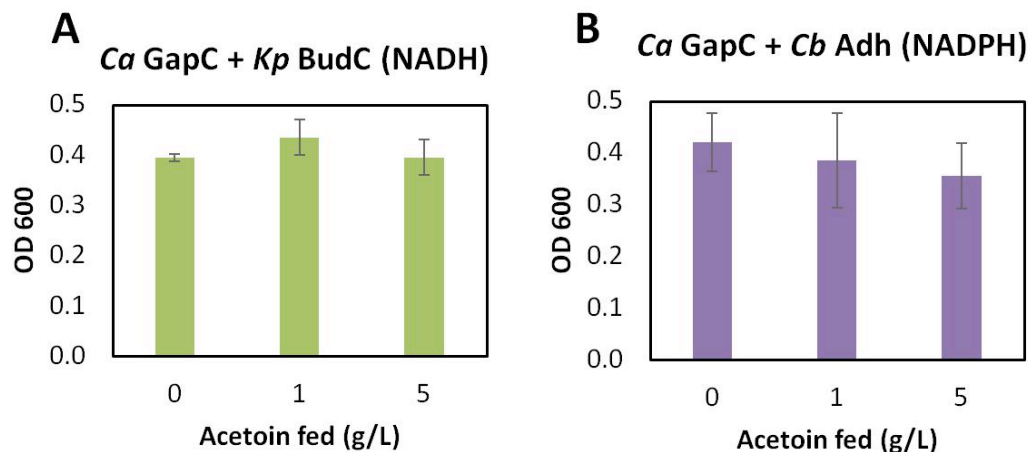 A
Ca GapC + Kp BudC (NADH)
0.5
0.4
0.3
0.2
0.1
0.0
OD 600
0 1 5
Acetoin fed (g/L)
B
Ca GapC + Cb Adh (NADPH)
0.5
0.4
0.3
0.2
0.1
0.0
OD 600
0 1 5
Acetoin fed (g/L)